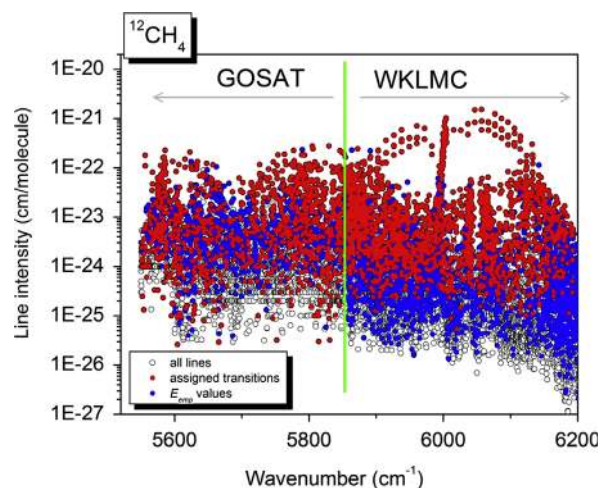 ¹²CH₄
GOSAT WKLMC
1E-20
1E-21
1E-22
1E-23
1E-24
1E-25
1E-26
1E-27
Line intensity (cm/molecule)
all lines
assigned transitions
E_emp values
5600 5800 6000 6200
Wavenumber (cm⁻¹)